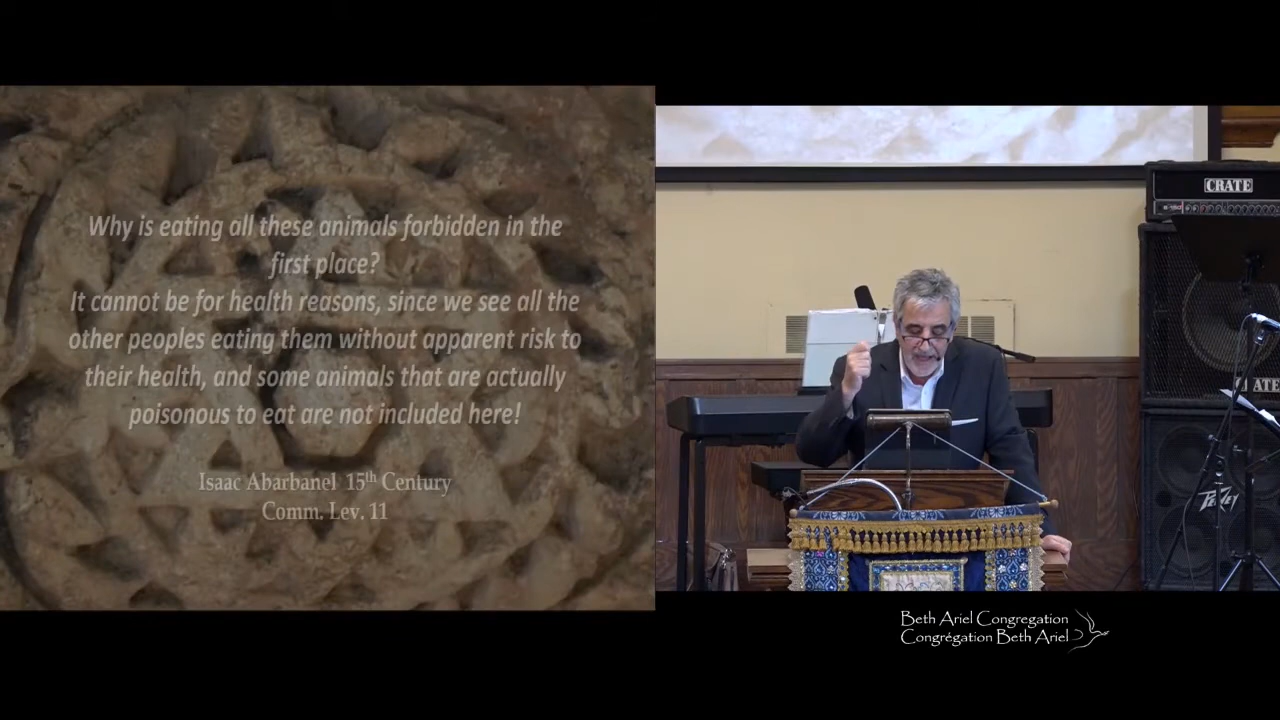 Why is eating all these animals forbidden in the
first place?
It cannot be for health reasons, since we see all the
other peoples eating them without apparent risk to
their health, and some animals that are actually
poisonous to eat are not included here!
Isaac Abarbanel 15th Century
Comm. Lev. 11
CRATE
CRATE
PEAVEY
Beth Ariel Congregation
Congrégation Beth Ariel